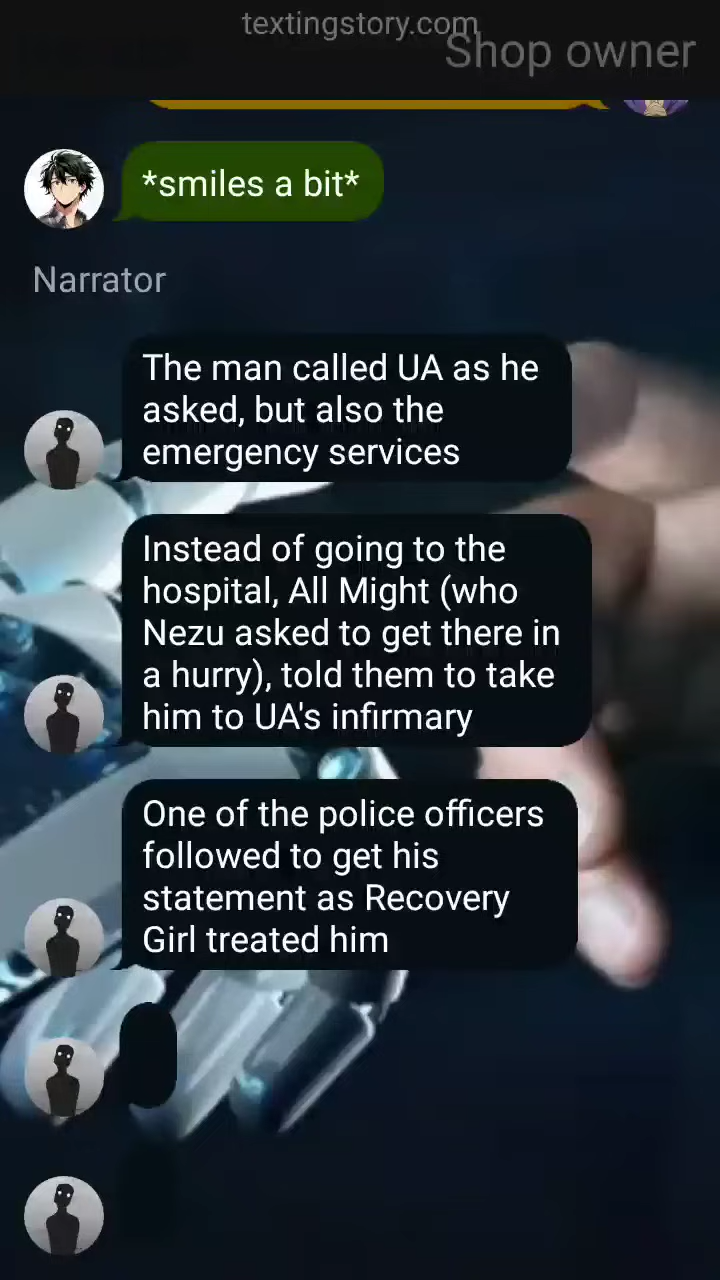 textingstory.com
Shop owner
*smiles a bit*
Narrator
The man called UA as he
asked, but also the
emergency services
Instead of going to the
hospital, All Might (who
Nezu asked to get there in
a hurry), told them to take
him to UA's infirmary
One of the police officers
followed to get his
statement as Recovery
Girl treated him